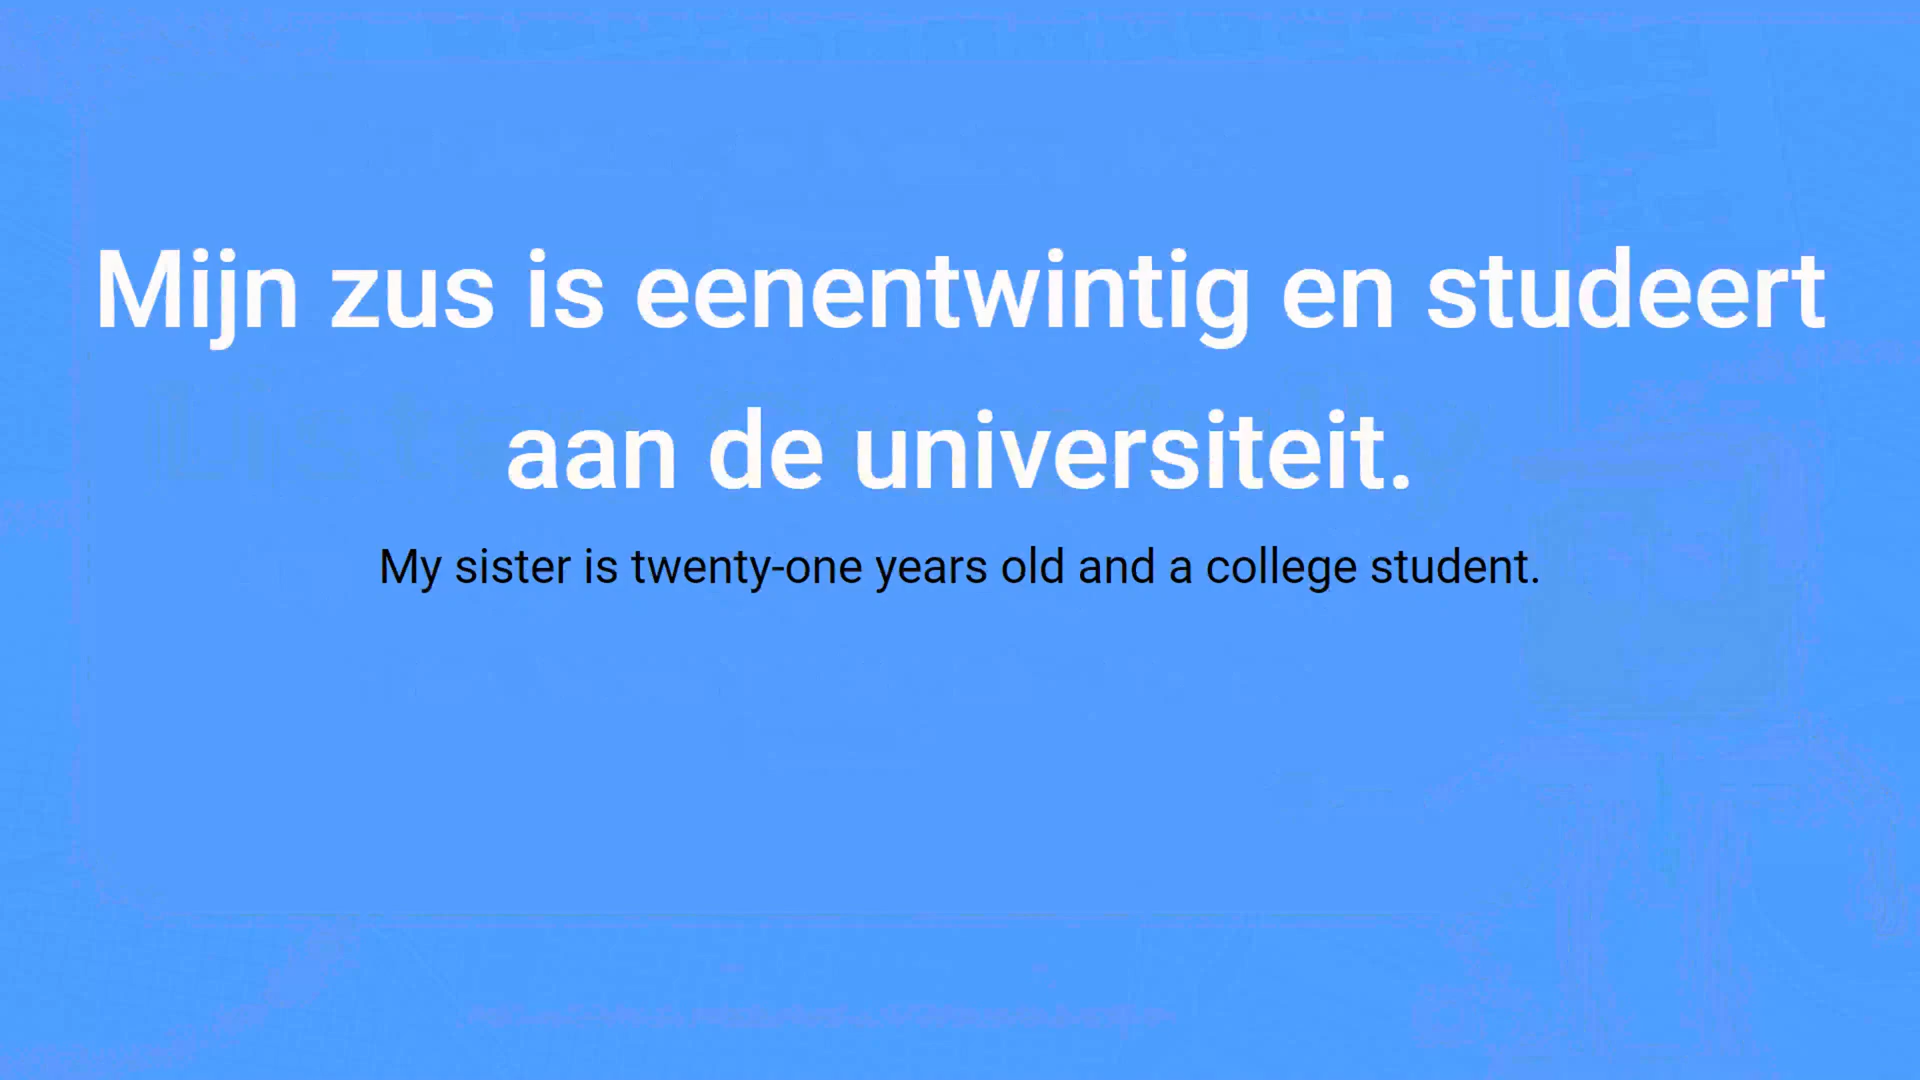 Mijn zus is eenentwintig en studeert
aan de universiteit.
My sister is twenty-one years old and a college student.